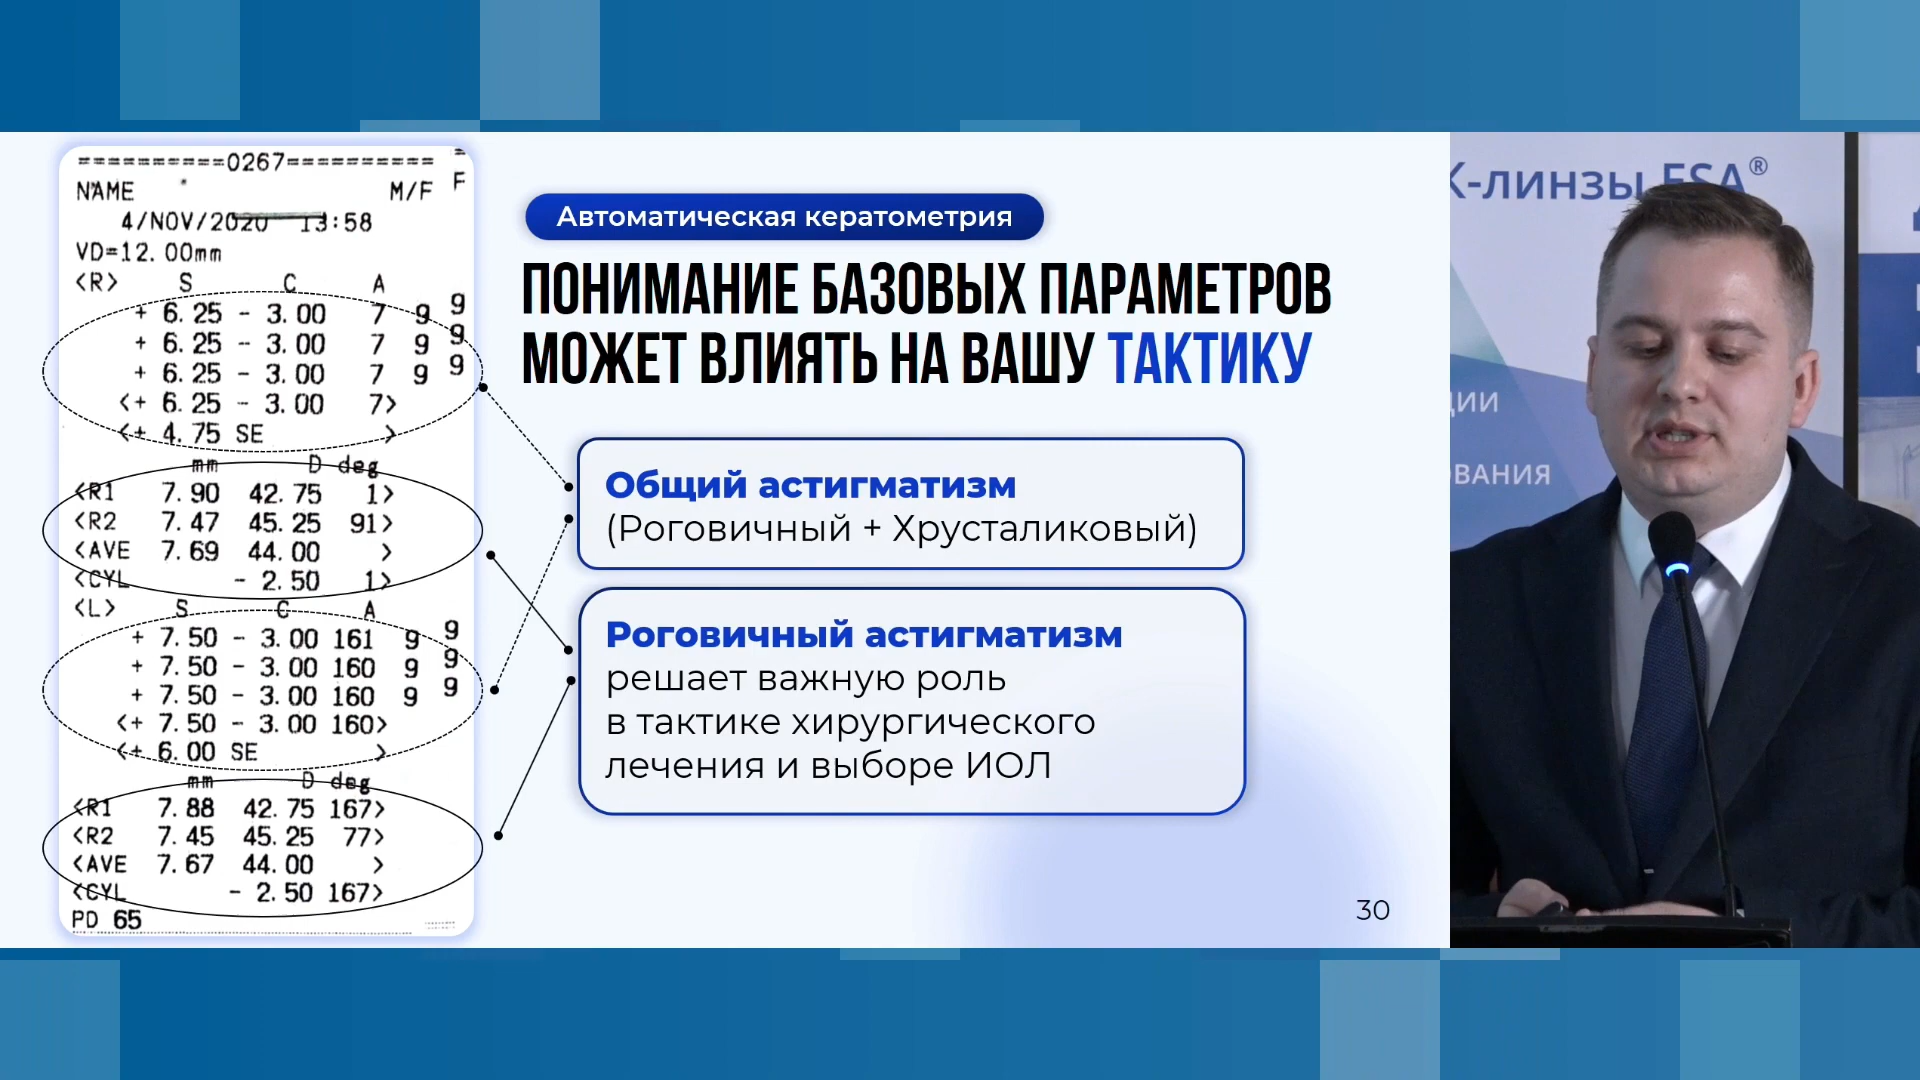 ==========0267==========
NAME M/F F
4/NOV/2020 13:58
VD=12.00mm
<R> S C A
+ 6.25 - 3.00 7 9 9
+ 6.25 - 3.00 7 9 9
+ 6.25 - 3.00 7 9 9
<+ 6.25 - 3.00 7>
<+ 4.75 SE >
mm D deg
<R1 7.90 42.75 1>
<R2 7.47 45.25 91>
<AVE 7.69 44.00 >
<CYL - 2.50 1>
<L> S C A
+ 7.50 - 3.00 161 9 9
+ 7.50 - 3.00 160 9 9
+ 7.50 - 3.00 160 9 9
<+ 7.50 - 3.00 160>
<+ 6.00 SE >
mm D deg
<R1 7.88 42.75 167>
<R2 7.45 45.25 77>
<AVE 7.67 44.00 >
<CYL - 2.50 167>
PD 65
Автоматическая кератометрия
ПОНИМАНИЕ БАЗОВЫХ ПАРАМЕТРОВ
МОЖЕТ ВЛИЯТЬ НА ВАШУ ТАКТИКУ
Общий астигматизм
(Роговичный + Хрусталиковый)
Роговичный астигматизм
решает важную роль
в тактике хирургического
лечения и выборе ИОЛ
30
К-линзы ESA®
ции
ования